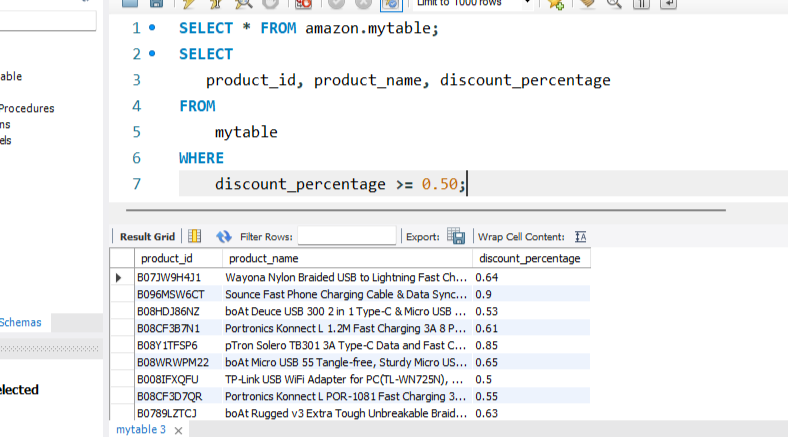 Limit to 1000 rows
1 SELECT * FROM amazon.mytable;
2 SELECT
3 product_id, product_name, discount_percentage
4 FROM
5 mytable
6 WHERE
7 discount_percentage >= 0.50;
able
Procedures
ns
els
Schemas
elected
Result Grid Filter Rows: Export: Wrap Cell Content: IA
product_id product_name discount_percentage
B07JW9H4J1 Wayona Nylon Braided USB to Lightning Fast Ch... 0.64
B096MSW6CT Sounce Fast Phone Charging Cable & Data Sync... 0.9
B08HDJ86NZ boAt Deuce USB 300 2 in 1 Type-C & Micro USB ... 0.53
B08CF3B7N1 Portronics Konnect L 1.2M Fast Charging 3A 8 P... 0.61
B08Y1TFSP6 pTron Solero TB301 3A Type-C Data and Fast C... 0.85
B08WRWPM22 boAt Micro USB 55 Tangle-free, Sturdy Micro US... 0.65
B008IFXQFU TP-Link USB WiFi Adapter for PC(TL-WN725N), ... 0.5
B08CF3D7QR Portronics Konnect L POR-1081 Fast Charging 3... 0.55
B0789LZTCJ boAt Rugged v3 Extra Tough Unbreakable Braid... 0.63
mytable 3